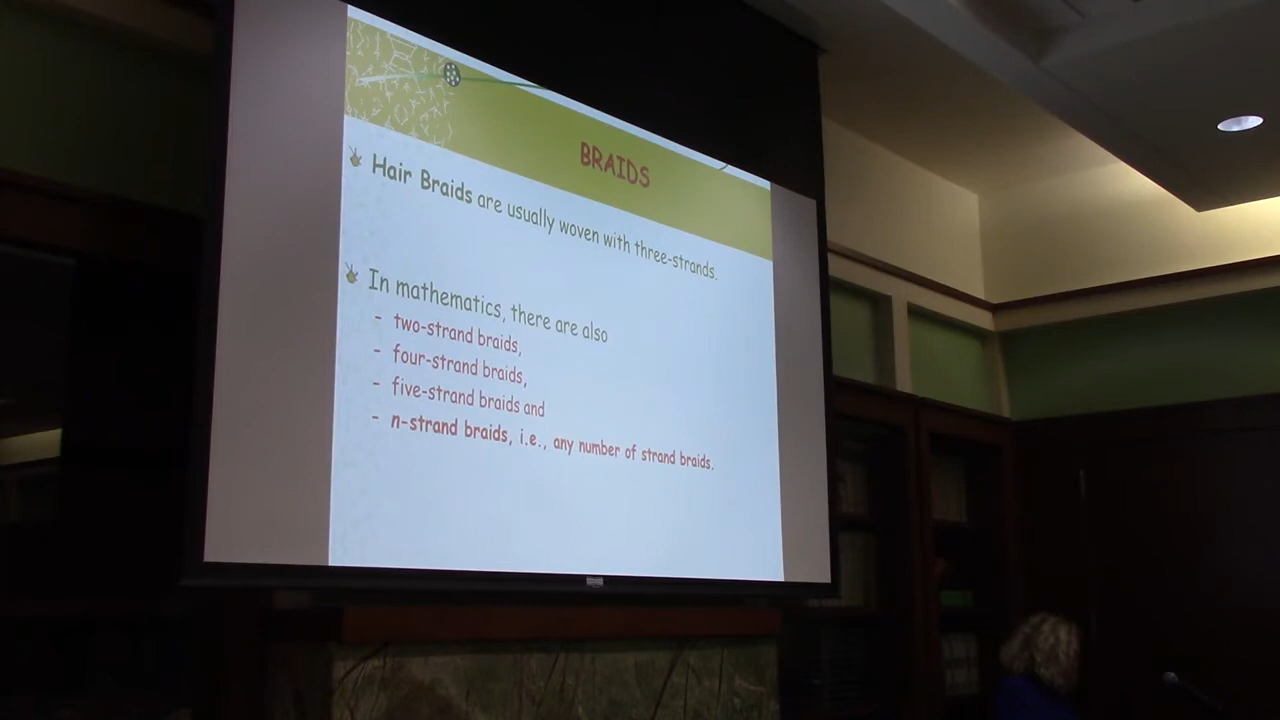 BRAIDS
Hair Braids are usually woven with three-strands.
In mathematics, there are also
- two-strand braids,
- four-strand braids,
- five-strand braids and
- n-strand braids, i.e., any number of strand braids.